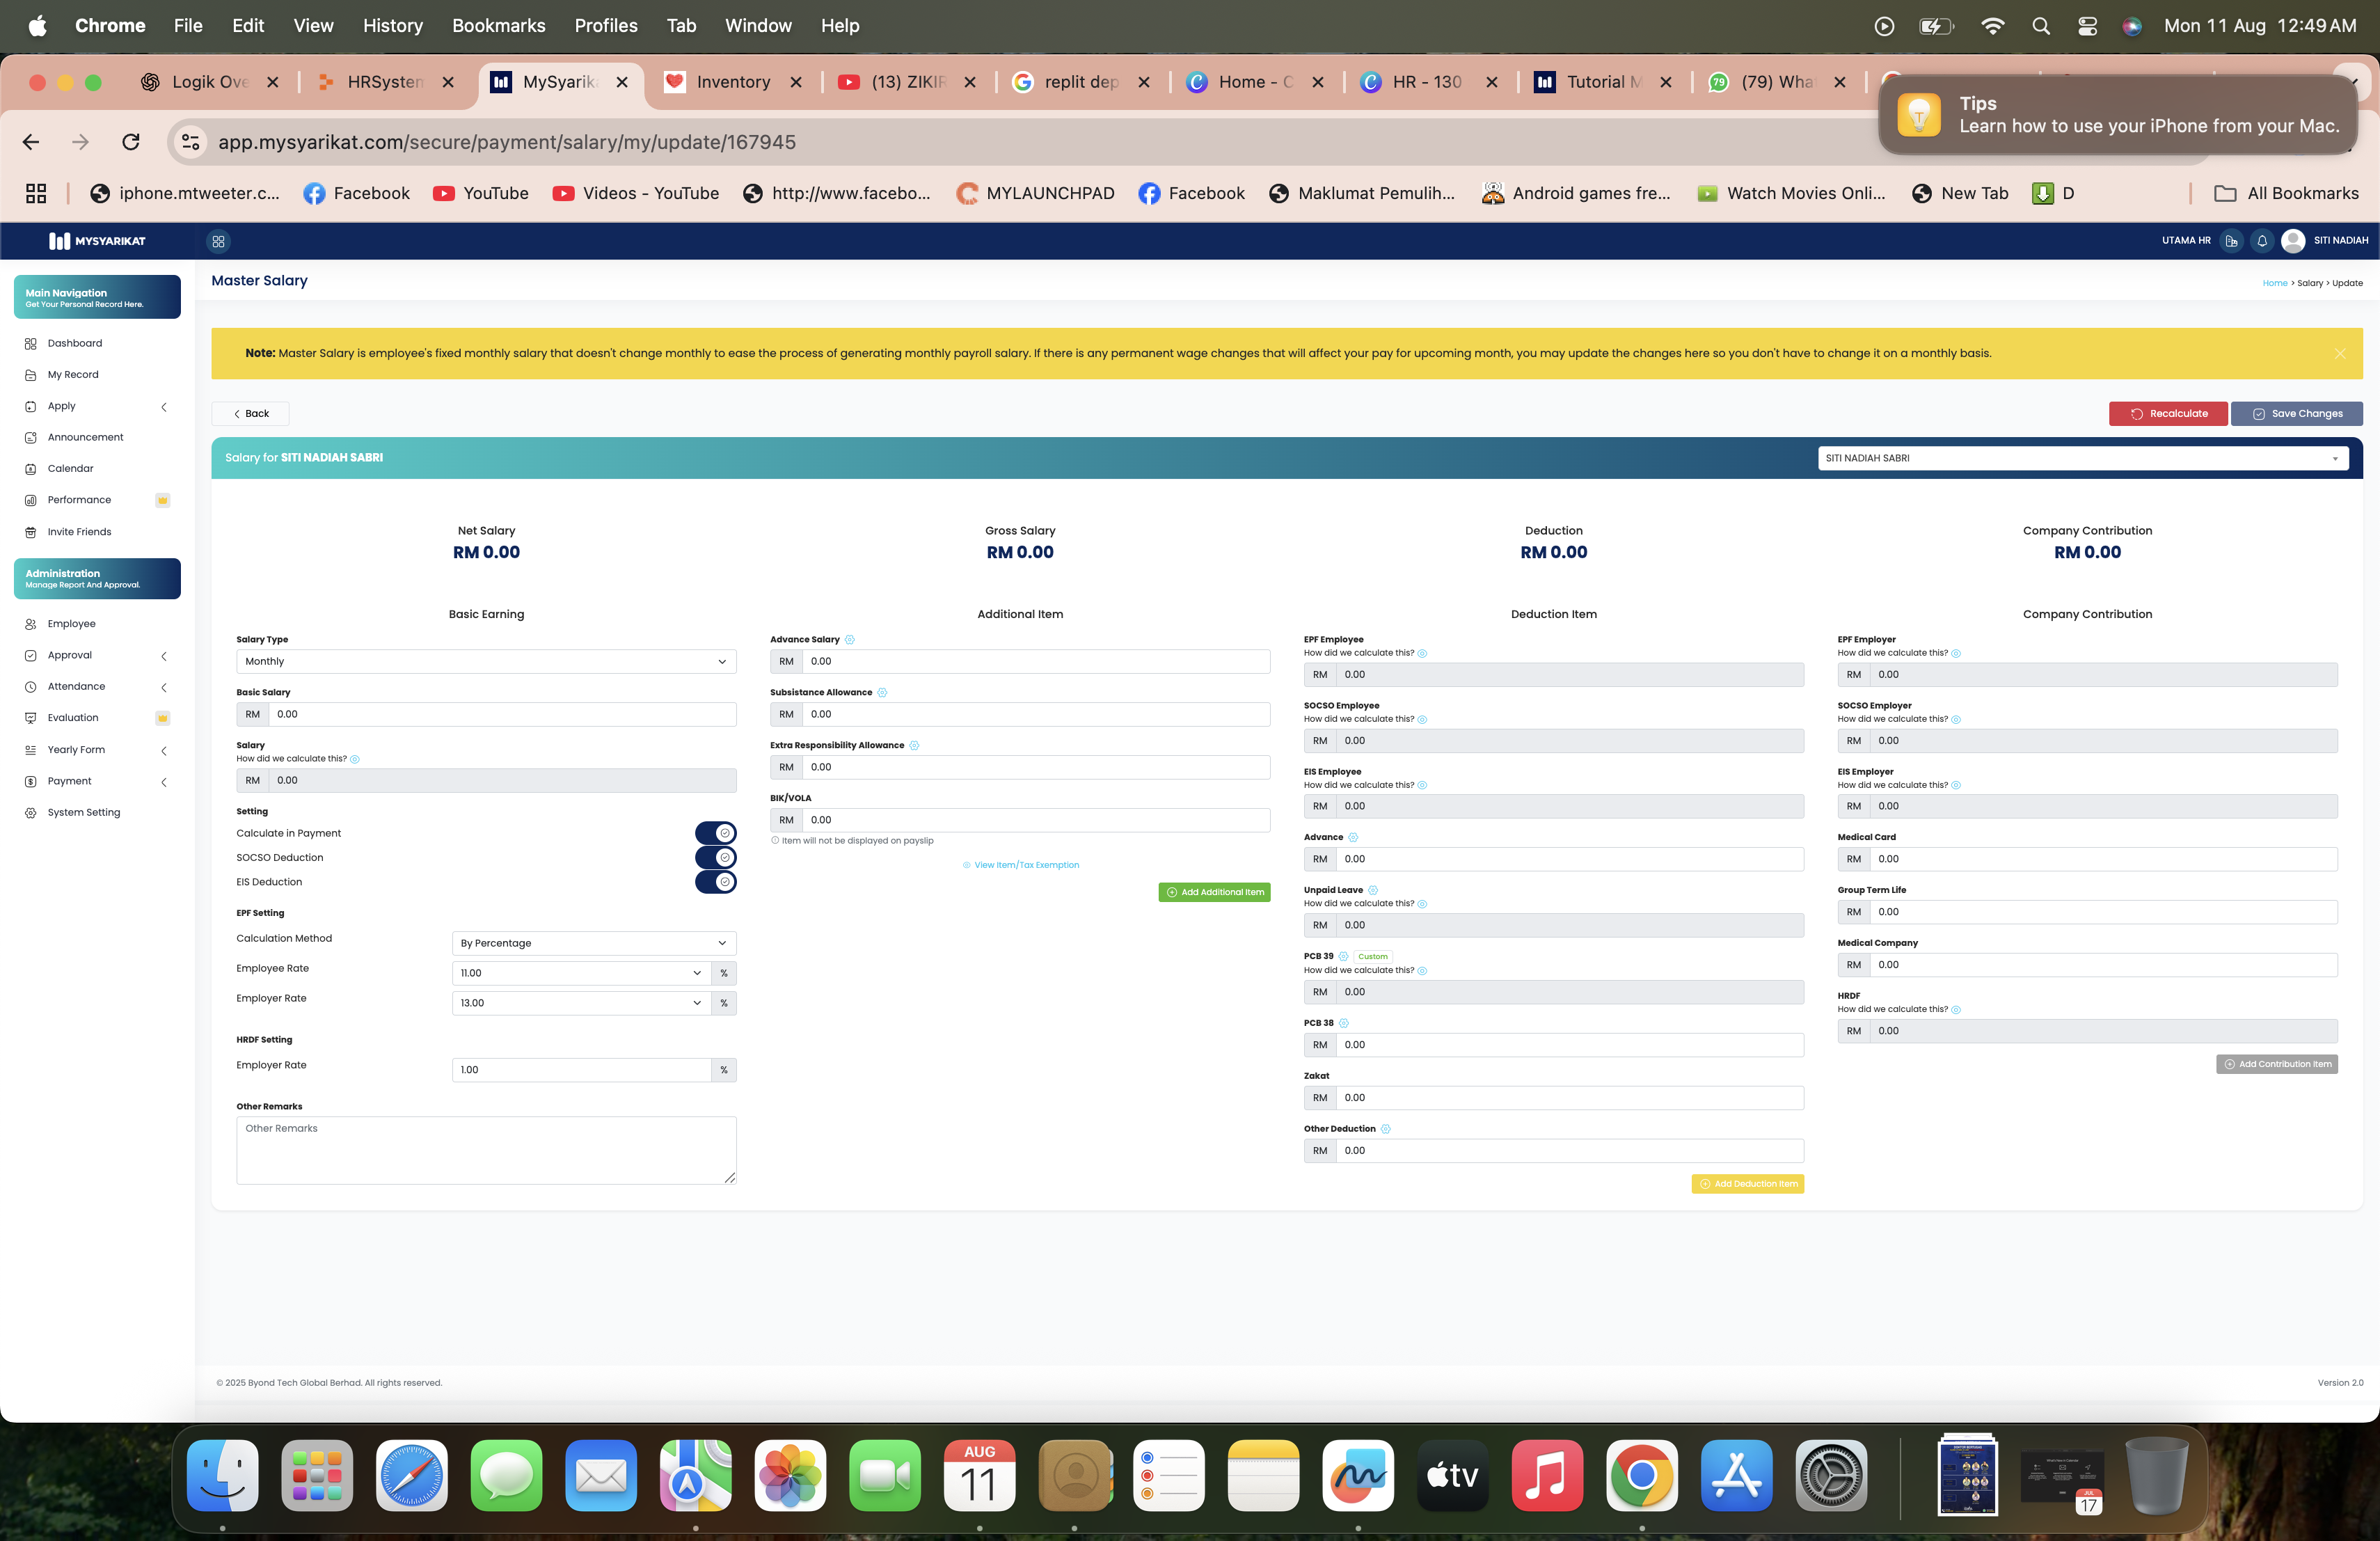 Chrome File Edit View History Bookmarks Profiles Tab Window Help Mon 11 Aug 12:49 AM
Logik Ove HRSystem MySyarika Inventory (13) ZIKIR replit dep Home - C HR - 130 Tutorial M (79) Wha
Tips
Learn how to use your iPhone from your Mac.
app.mysyarikat.com/secure/payment/salary/my/update/167945
iphone.mtweeter.c... Facebook YouTube Videos - YouTube http://www.facebo... MYLAUNCHPAD Facebook Maklumat Pemulih... Android games fre... Watch Movies Onli... New Tab D All Bookmarks
MYSYARIKAT UTAMA HR SITI NADIAH
Main Navigation
Get Your Personal Record Here.
Dashboard
My Record
Apply
Announcement
Calendar
Performance
Invite Friends
Administration
Manage Report And Approval.
Employee
Approval
Attendance
Evaluation
Yearly Form
Payment
System Setting
Master Salary
Home > Salary > Update
Note: Master Salary is employee's fixed monthly salary that doesn't change monthly to ease the process of generating monthly payroll salary. If there is any permanent wage changes that will affect your pay for upcoming month, you may update the changes here so you don't have to change it on a monthly basis.
Back
Recalculate
Save Changes
Salary for SITI NADIAH SABRI
SITI NADIAH SABRI
Net Salary
RM 0.00
Gross Salary
RM 0.00
Deduction
RM 0.00
Company Contribution
RM 0.00
Basic Earning
Salary Type
Monthly
Basic Salary
RM 0.00
Salary
How did we calculate this?
RM 0.00
Setting
Calculate in Payment
SOCSO Deduction
EIS Deduction
EPF Setting
Calculation Method By Percentage
Employee Rate 11.00 %
Employer Rate 13.00 %
HRDF Setting
Employer Rate 1.00 %
Other Remarks
Other Remarks
Additional Item
Advance Salary
RM 0.00
Subsistance Allowance
RM 0.00
Extra Responsibility Allowance
RM 0.00
BIK/VOLA
RM 0.00
Item will not be displayed on payslip
View Item/Tax Exemption
Add Additional Item
Deduction Item
EPF Employee
How did we calculate this?
RM 0.00
SOCSO Employee
How did we calculate this?
RM 0.00
EIS Employee
How did we calculate this?
RM 0.00
Advance
RM 0.00
Unpaid Leave
How did we calculate this?
RM 0.00
PCB 39 Custom
How did we calculate this?
RM 0.00
PCB 38
RM 0.00
Zakat
RM 0.00
Other Deduction
RM 0.00
Add Deduction Item
Company Contribution
EPF Employer
How did we calculate this?
RM 0.00
SOCSO Employer
How did we calculate this?
RM 0.00
EIS Employer
How did we calculate this?
RM 0.00
Medical Card
RM 0.00
Group Term Life
RM 0.00
Medical Company
RM 0.00
HRDF
How did we calculate this?
RM 0.00
Add Contribution Item
© 2025 Byond Tech Global Berhad. All rights reserved.
Version 2.0
AUG
11
tv
JUL
17